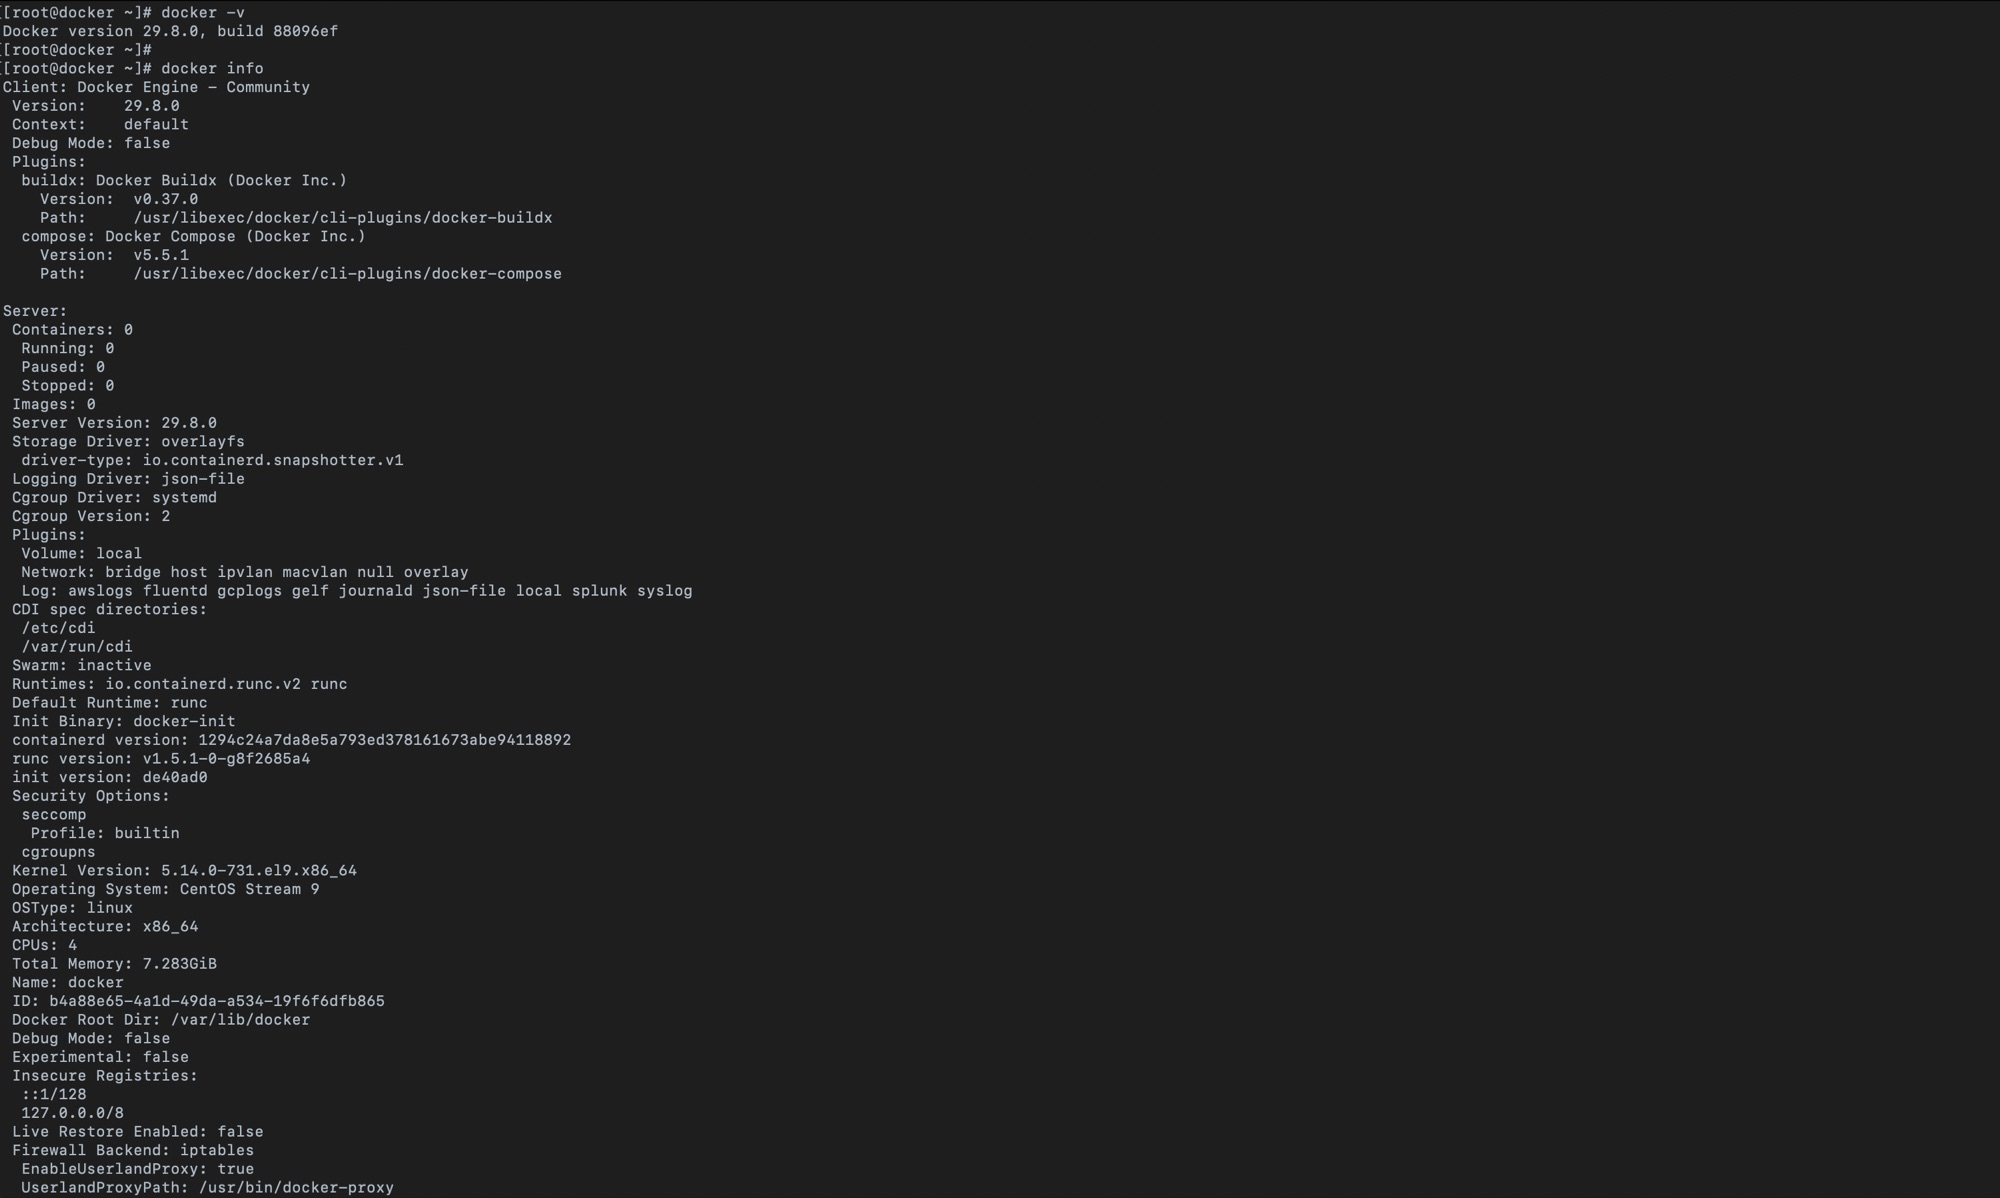 [[root@docker ~]# docker -v
Docker version 29.8.0, build 88096ef
[[root@docker ~]#
[[root@docker ~]# docker info
Client: Docker Engine - Community
 Version:    29.8.0
 Context:    default
 Debug Mode: false
 Plugins:
  buildx: Docker Buildx (Docker Inc.)
    Version:  v0.37.0
    Path:     /usr/libexec/docker/cli-plugins/docker-buildx
  compose: Docker Compose (Docker Inc.)
    Version:  v5.5.1
    Path:     /usr/libexec/docker/cli-plugins/docker-compose

Server:
 Containers: 0
  Running: 0
  Paused: 0
  Stopped: 0
 Images: 0
 Server Version: 29.8.0
 Storage Driver: overlayfs
  driver-type: io.containerd.snapshotter.v1
 Logging Driver: json-file
 Cgroup Driver: systemd
 Cgroup Version: 2
 Plugins:
  Volume: local
  Network: bridge host ipvlan macvlan null overlay
  Log: awslogs fluentd gcplogs gelf journald json-file local splunk syslog
 CDI spec directories:
  /etc/cdi
  /var/run/cdi
 Swarm: inactive
 Runtimes: io.containerd.runc.v2 runc
 Default Runtime: runc
 Init Binary: docker-init
 containerd version: 1294c24a7da8e5a793ed378161673abe94118892
 runc version: v1.5.1-0-g8f2685a4
 init version: de40ad0
 Security Options:
  seccomp
   Profile: builtin
  cgroupns
 Kernel Version: 5.14.0-731.el9.x86_64
 Operating System: CentOS Stream 9
 OSType: linux
 Architecture: x86_64
 CPUs: 4
 Total Memory: 7.283GiB
 Name: docker
 ID: b4a88e65-4a1d-49da-a534-19f6f6dfb865
 Docker Root Dir: /var/lib/docker
 Debug Mode: false
 Experimental: false
 Insecure Registries:
  ::1/128
  127.0.0.0/8
 Live Restore Enabled: false
 Firewall Backend: iptables
  EnableUserlandProxy: true
  UserlandProxyPath: /usr/bin/docker-proxy